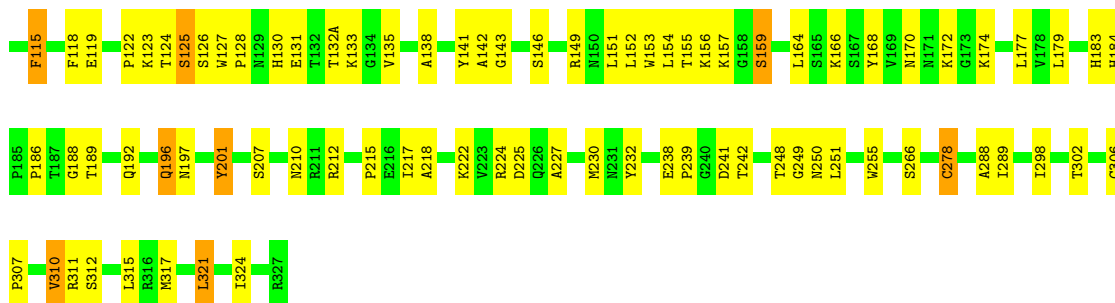 F115 F118 E119 P122 K123 T124 S125 S126 W127 P128 N129 H130 E131 T132 T132A K133 G134 V135 A138 Y141 A142 G143 S146 R149 N150 L151 L152 W153 L154 T155 K156 K157 G158 S159 L164 S165 K166 S167 Y168 V169 N170 N171 K172 G173 K174 L177 V178 L179 H183
P185 P186 T187 G188 T189 Q192 Q196 N197 Y201 S207 N210 R211 R212 P215 E216 I217 A218 K222 V223 R224 D225 Q226 A227 M230 N231 Y232 E238 P239 G240 D241 T242 T248 G249 N250 L251 W255 S266 C278 A288 I289 I298 T302
P307 V310 R311 S312 L315 R316 M317 L321 I324 R327